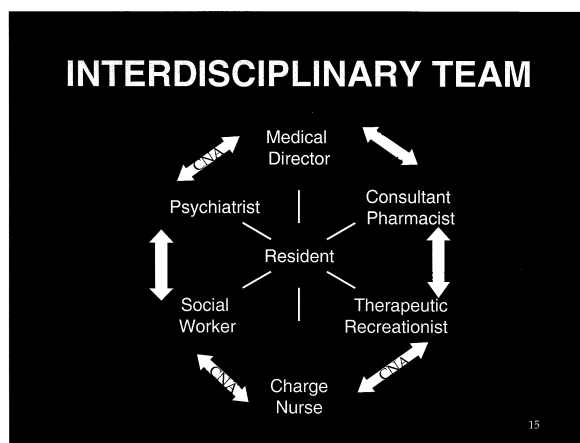 INTERDISCIPLINARY TEAM
CNA
Medical
Director
Psychiatrist
Consultant
Pharmacist
Resident
Social
Worker
Therapeutic
Recreationist
CNA
CNA
Charge
Nurse
15